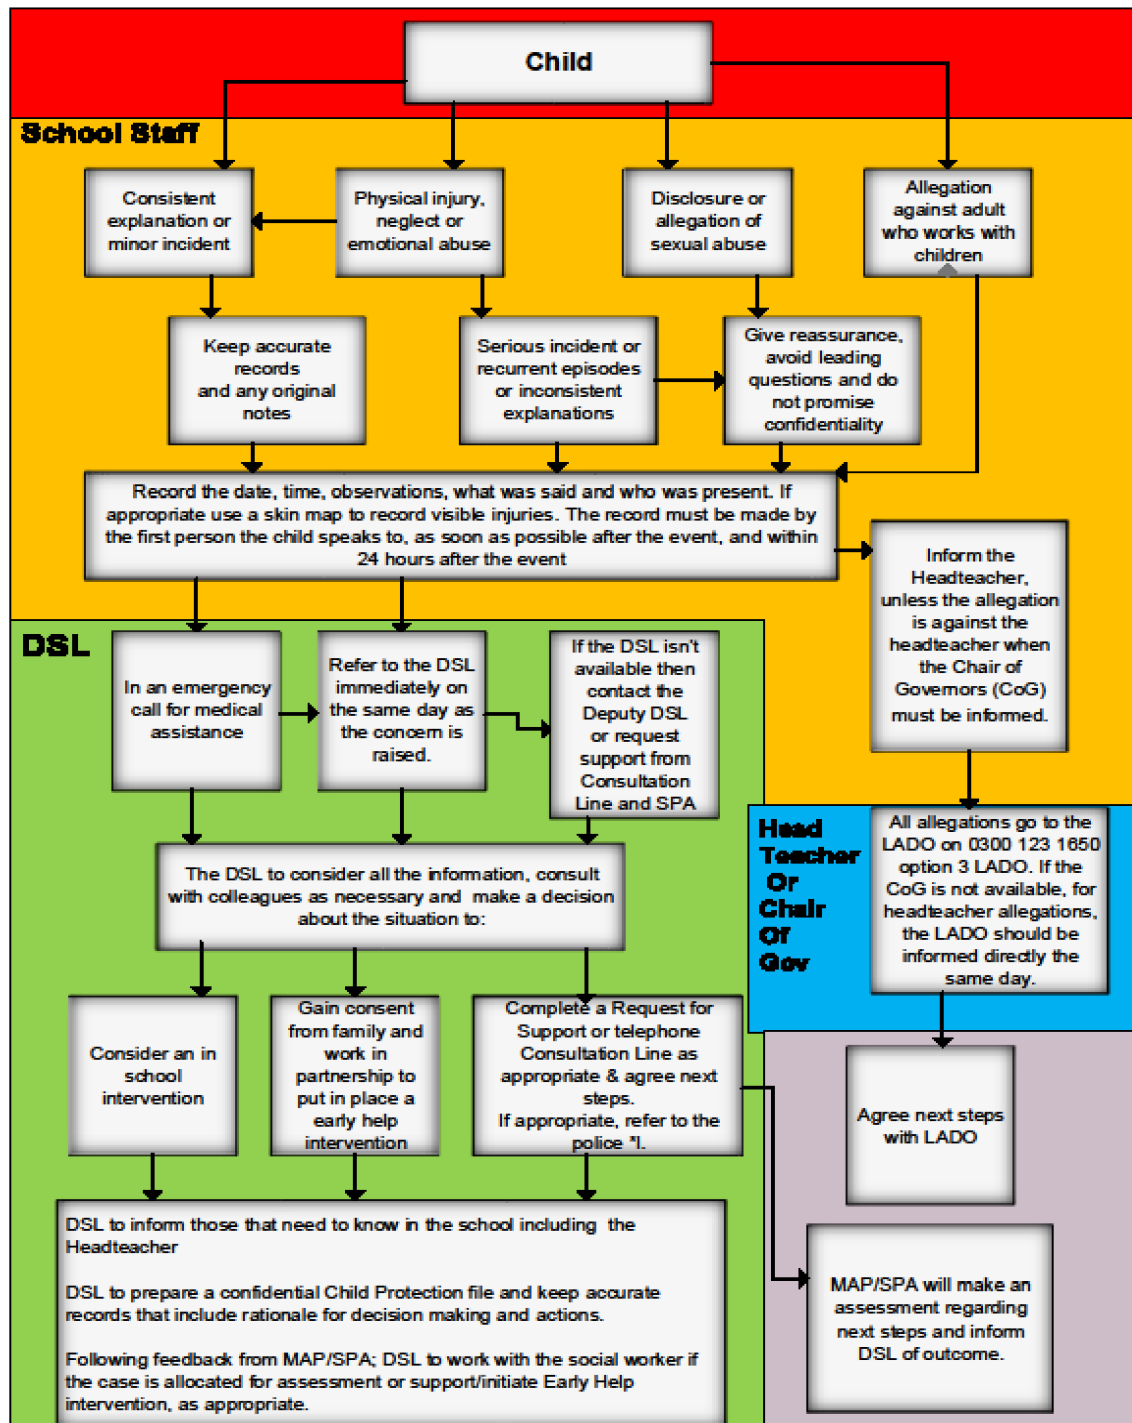 Child
School Staff
Consistent
explanation or
minor incident
Physical injury,
neglect or
emotional abuse
Disclosure or
allegation of
sexual abuse
Allegation
against adult
who works with
children
Keep accurate
records
and any original
notes
Serious incident or
recurrent episodes
or inconsistent
explanations
Give reassurance,
avoid leading
questions and do
not promise
confidentiality
Record the date, time, observations, what was said and who was present. If
appropriate use a skin map to record visible injuries. The record must be made by
the first person the child speaks to, as soon as possible after the event, and within
24 hours after the event
Inform the
Headteacher,
unless the allegation
is against the
headteacher when
the Chair of
Governors (CoG)
must be informed.
DSL
In an emergency
call for medical
assistance
Refer to the DSL
immediately on
the same day as
the concern is
raised.
If the DSL isn't
available then
contact the
Deputy DSL
or request
support from
Consultation
Line and SPA
Head
Teacher
Or
Chair
Of
Gov
All allegations go to the
LADO on 0300 123 1650
option 3 LADO. If the
CoG is not available, for
headteacher allegations,
the LADO should be
informed directly the
same day.
The DSL to consider all the information, consult
with colleagues as necessary and make a decision
about the situation to:
Consider an in
school
intervention
Gain consent
from family and
work in
partnership to
put in place a
early help
intervention
Complete a Request for
Support or telephone
Consultation Line as
appropriate & agree next
steps.
If appropriate, refer to the
police *I.
Agree next steps
with LADO
DSL to inform those that need to know in the school including the
Headteacher
DSL to prepare a confidential Child Protection file and keep accurate
records that include rationale for decision making and actions.
Following feedback from MAP/SPA; DSL to work with the social worker if
the case is allocated for assessment or support/initiate Early Help
intervention, as appropriate.
MAP/SPA will make an
assessment regarding
next steps and inform
DSL of outcome.